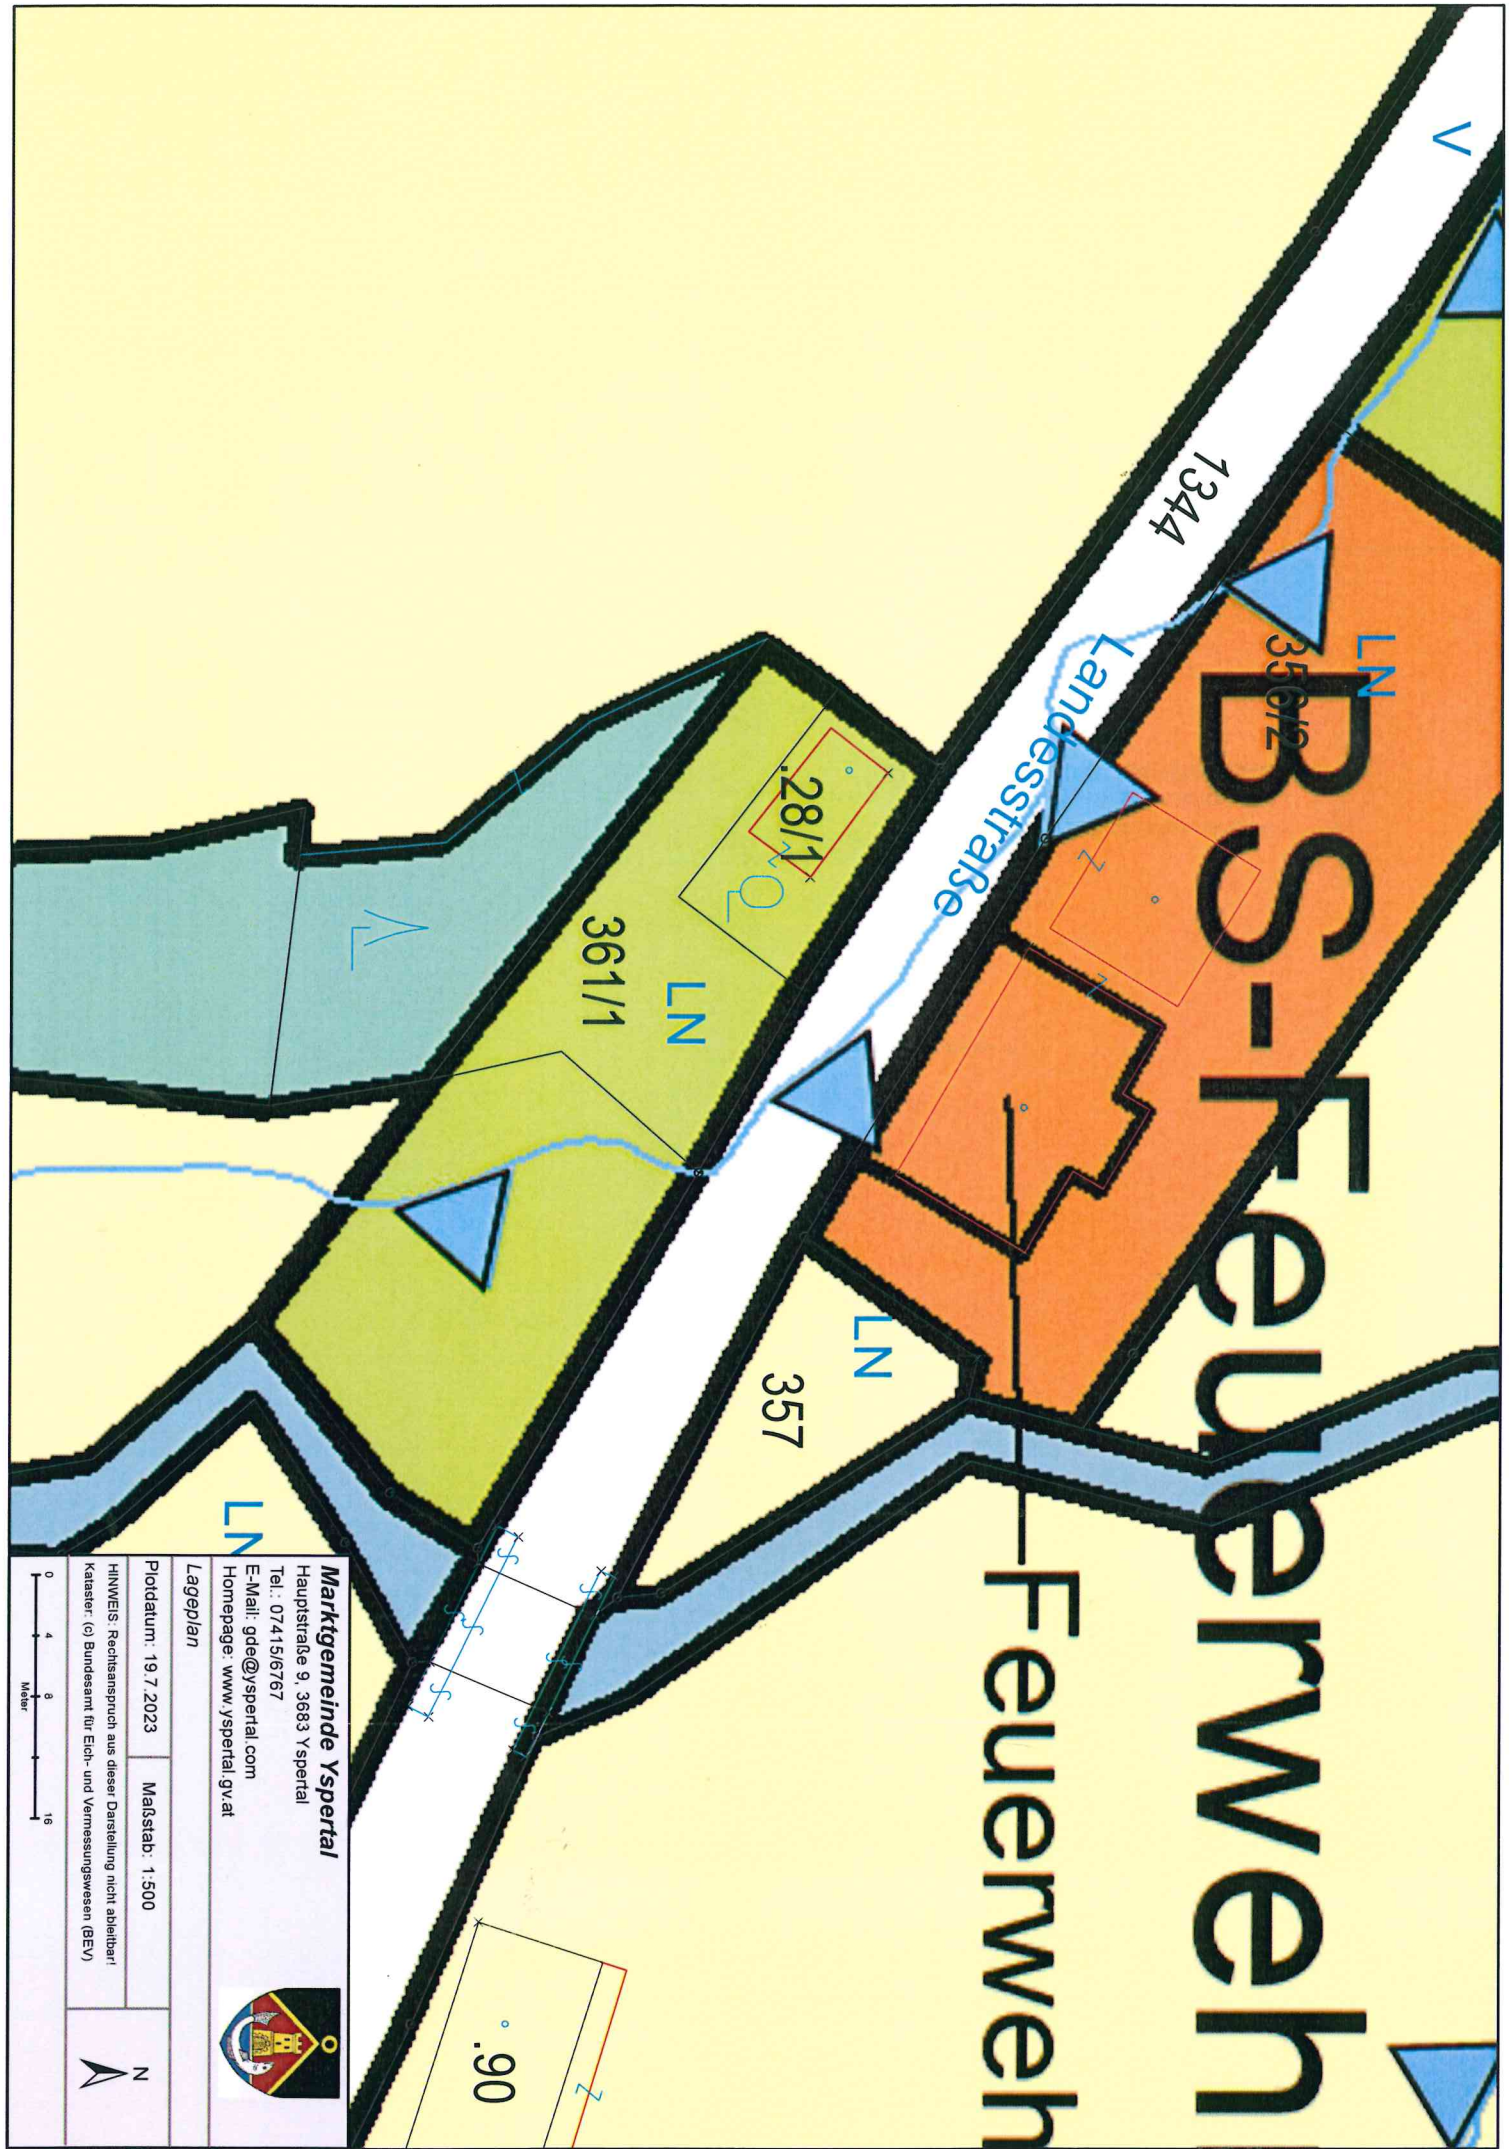 V
LN
1344
356/2
BS-Feuerweh
Landesstraße
Feuerweh
.28/1
361/1
LN
LN
357
LN
.90
Marktgemeinde Yspertal
Hauptstraße 9, 3683 Yspertal
Tel.: 07415/6767
E-Mail: gde@yspertal.com
Homepage: www.yspertal.gv.at
Lageplan
Plotdatum: 19.7.2023
Maßstab: 1:500
HINWEIS: Rechtsanspruch aus dieser Darstellung nicht ableitbar!
Kataster: (c) Bundesamt für Eich- und Vermessungswesen (BEV)
0 4 8 16
Meter
N